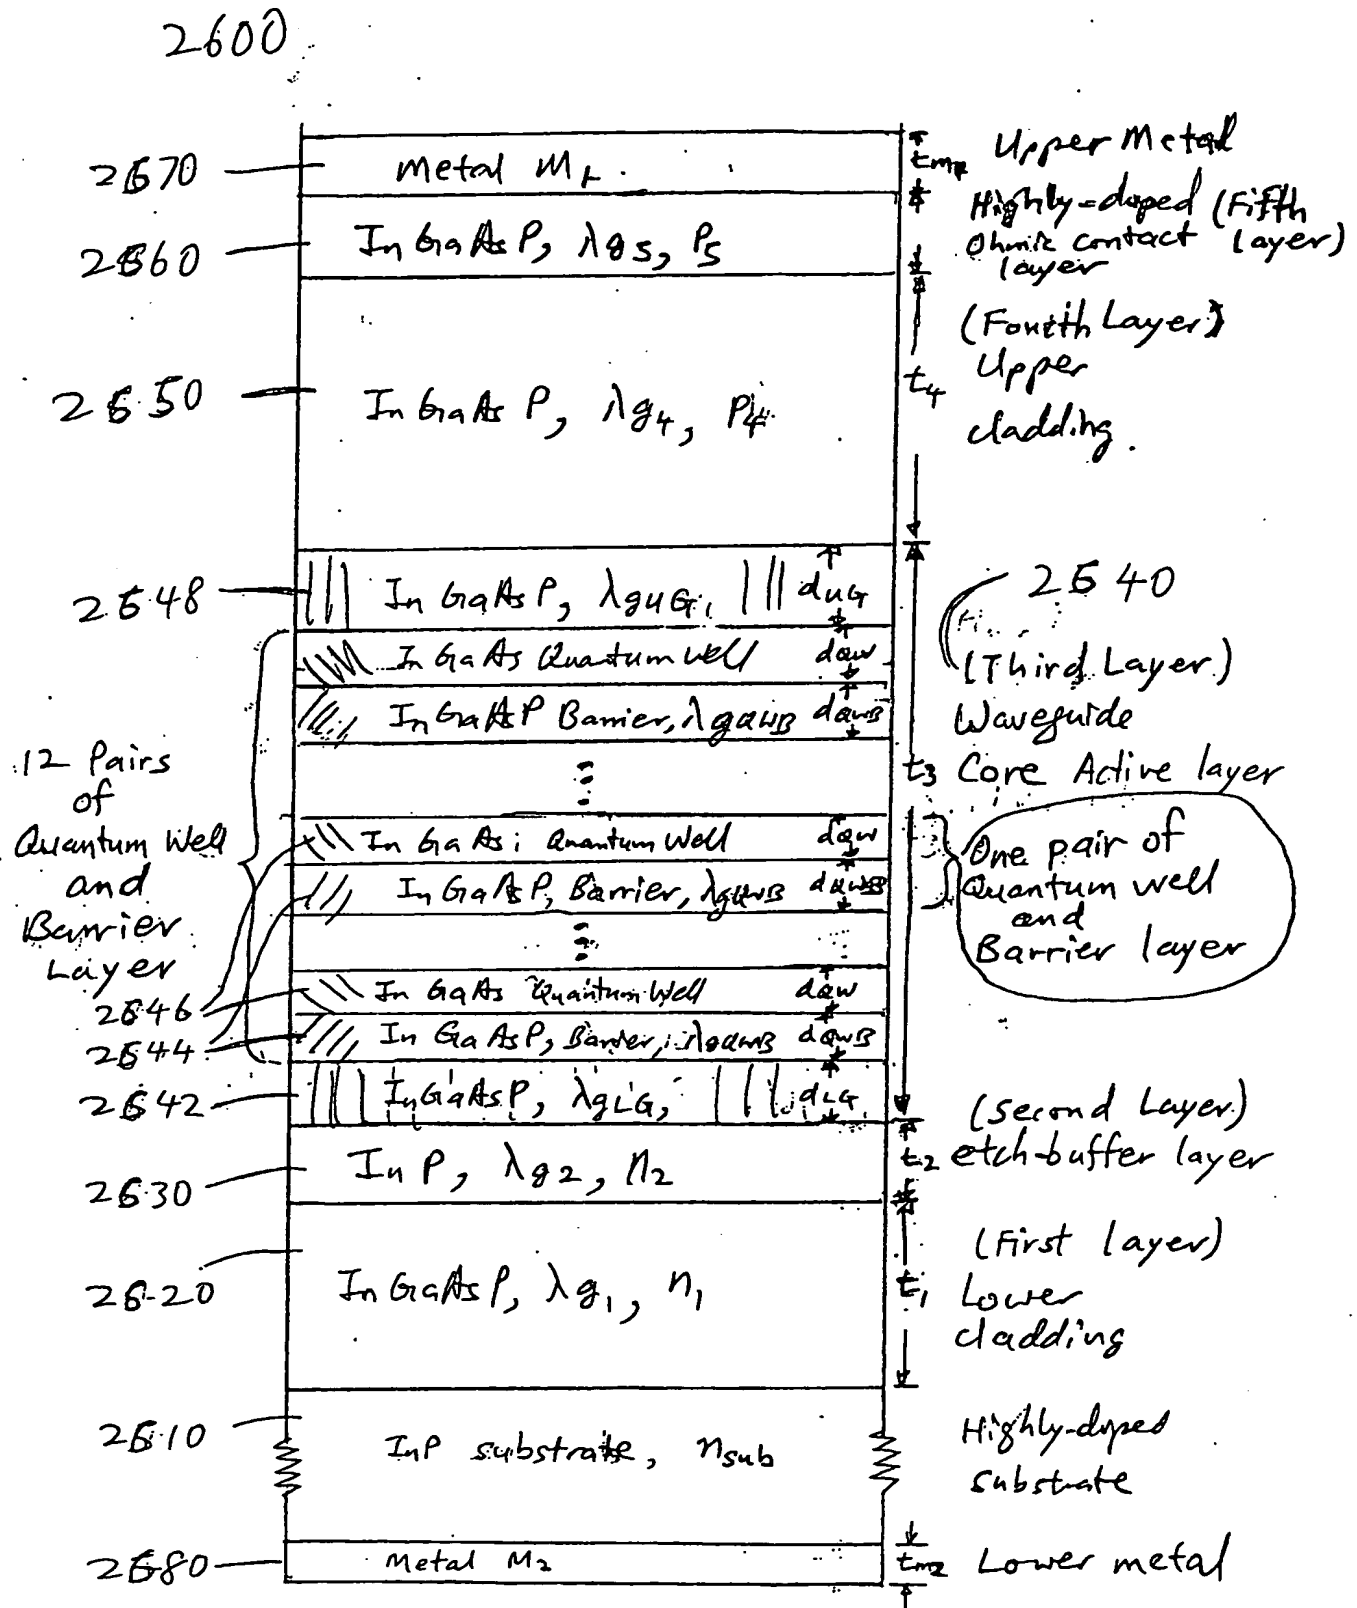 2600
2670
Metal M1
tm1
Upper Metal
2660
InGaAsP, λg5, P5
Highly-doped (Fifth
Ohmic contact layer)
layer
2650
InGaAsP, λg4, P4
t4
(Fourth Layer)
Upper
cladding.
2648
InGaAsP, λguG,
duG
2640
InGaAs Quantum Well
dQW
(Third Layer)
InGaAsP Barrier, λgQWB
dQWB
Waveguide
t3
Core Active layer
12 Pairs
of
Quantum Well
and
Barrier
Layer
InGaAs Quantum Well
dQW
InGaAsP, Barrier, λgQWB
dQWB
One pair of
Quantum well
and
Barrier layer
2646
InGaAs Quantum Well
dQW
2644
InGaAsP, Barrier, λgQWB
dQWB
2642
InGaAsP, λgLG,
dLG
2630
InP, λg2, n2
t2
(Second Layer)
etch-buffer layer
2620
InGaAsP, λg1, n1
t1
(First layer)
Lower
cladding
2610
InP substrate, nsub
Highly-doped
substrate
2680
Metal M2
tm2
Lower metal